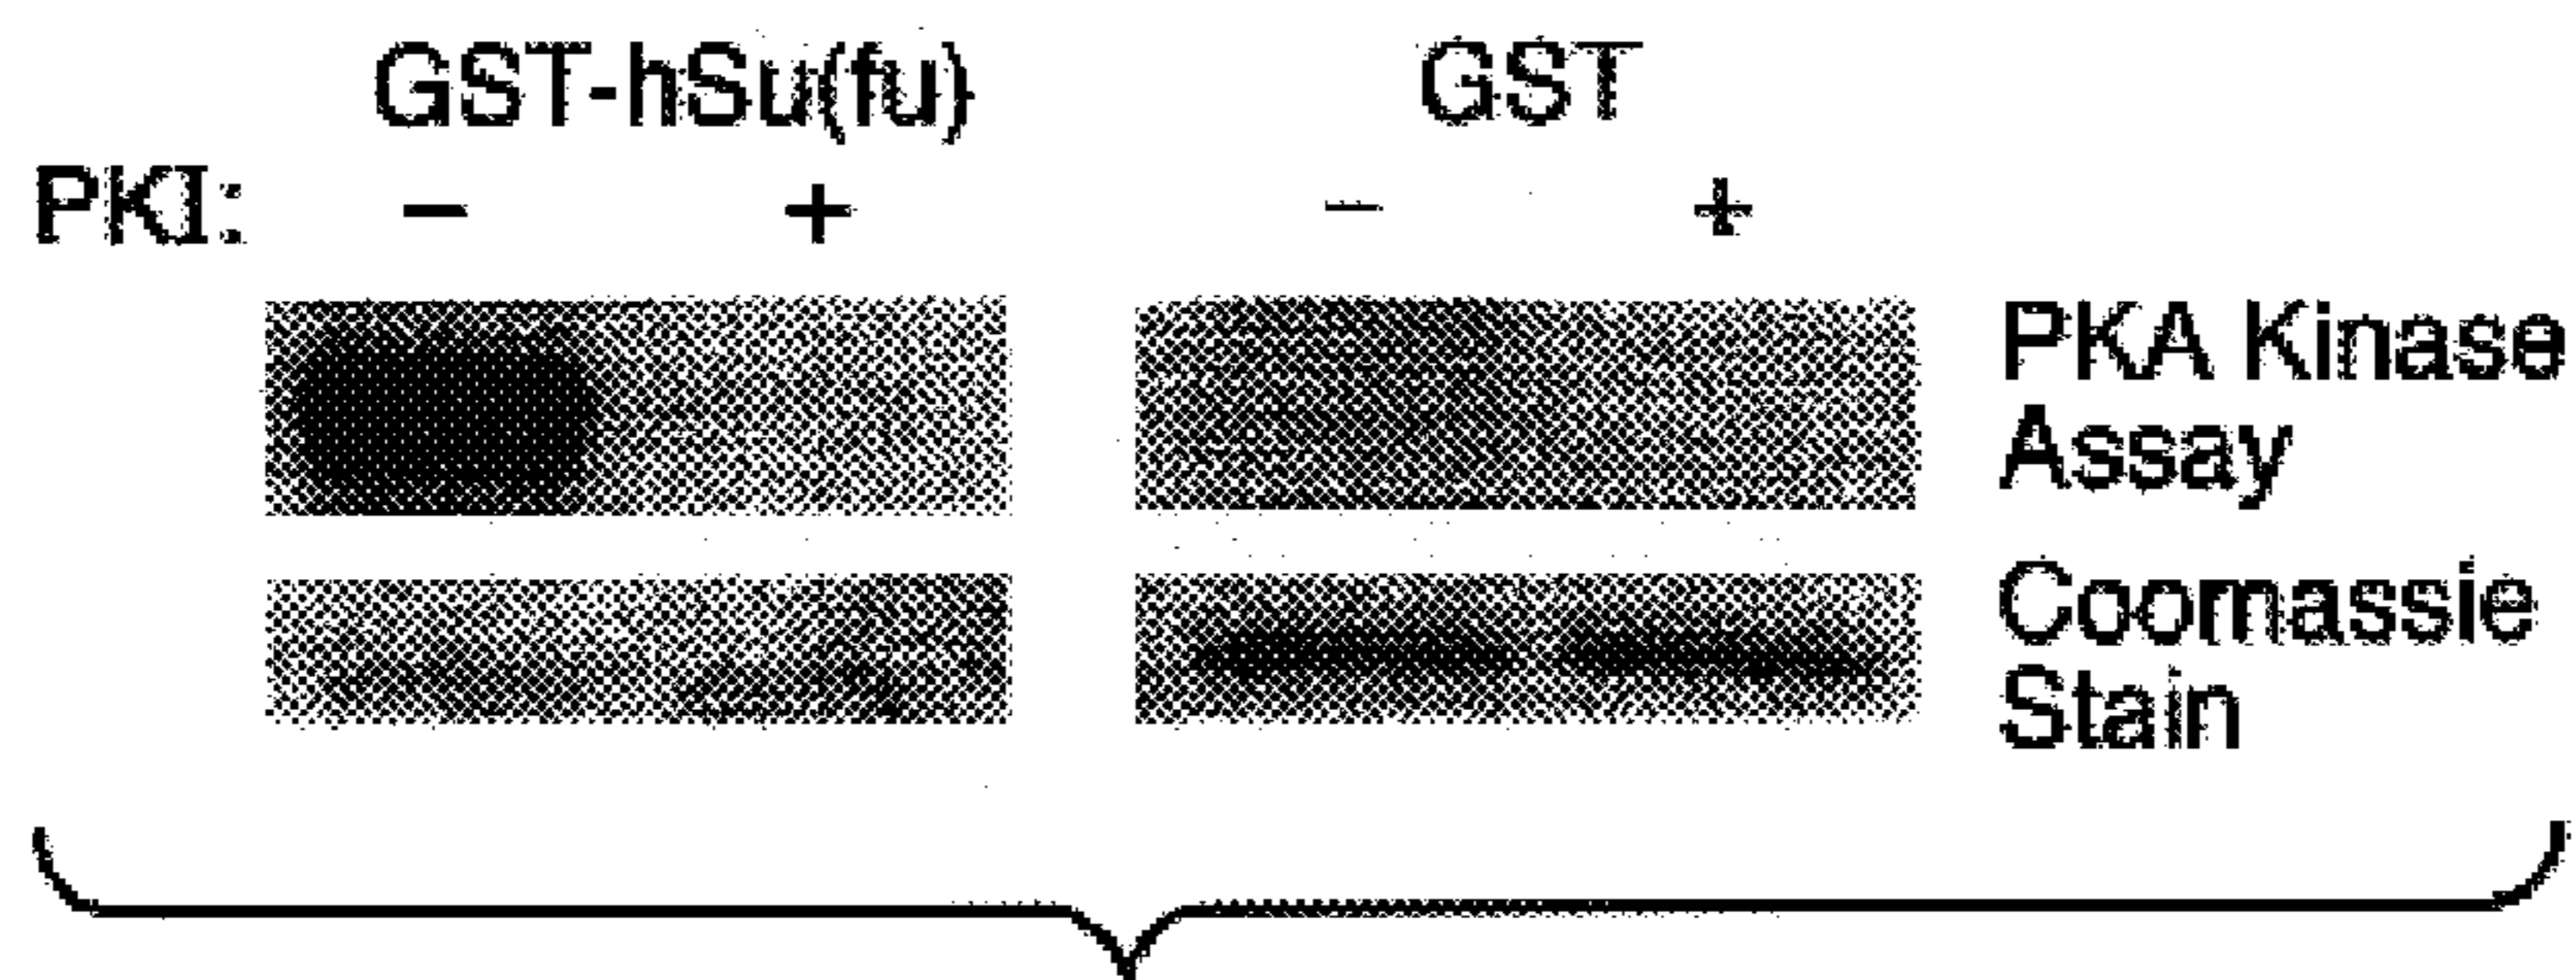 GST-hSu(fu) GST
PKI: − + − +
PKA Kinase
Assay
Coomassie
Stain